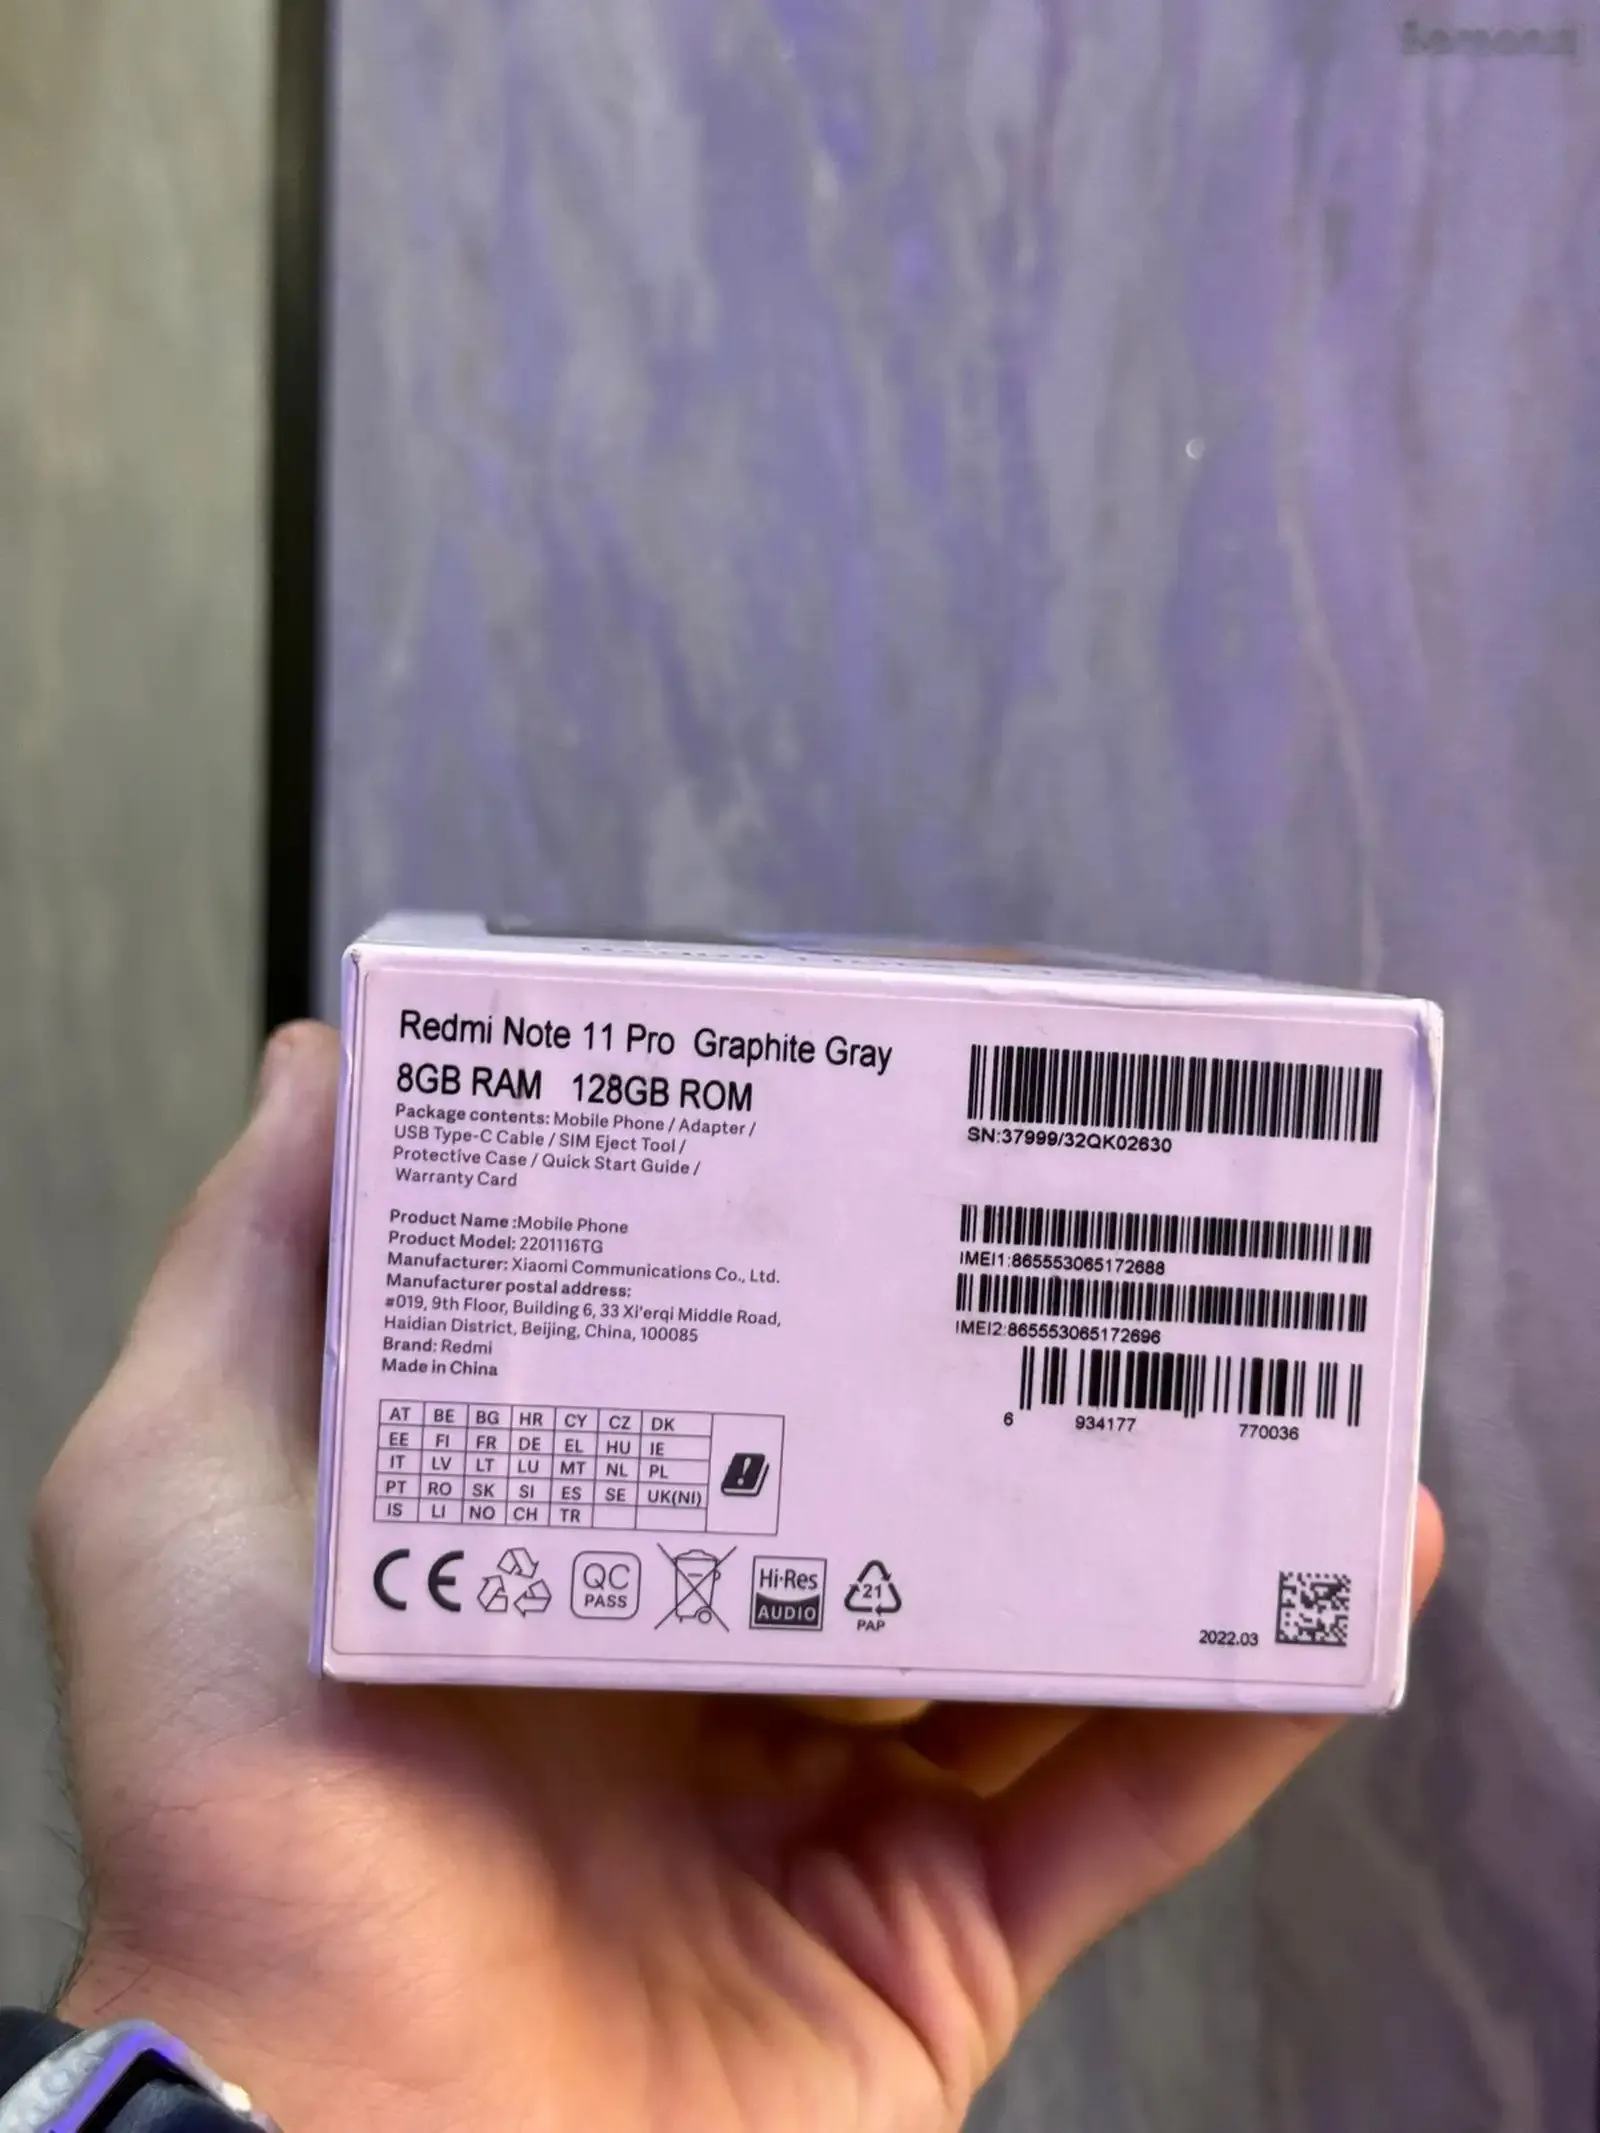 Redmi Note 11 Pro Graphite Gray
8GB RAM 128GB ROM
Package contents: Mobile Phone / Adapter /
USB Type-C Cable / SIM Eject Tool /
Protective Case / Quick Start Guide /
Warranty Card
Product Name :Mobile Phone
Product Model: 2201116TG
Manufacturer: Xiaomi Communications Co., Ltd.
Manufacturer postal address:
#019, 9th Floor, Building 6, 33 Xi'erqi Middle Road,
Haidian District, Beijing, China, 100085
Brand: Redmi
Made in China
AT BE BG HR CY CZ DK
EE FI FR DE EL HU IE
IT LV LT LU MT NL PL
PT RO SK SI ES SE UK(NI)
IS LI NO CH TR
CE
QC
PASS
Hi-Res
AUDIO
21
PAP
SN:37999/32QK02630
IMEI1:865553065172688
IMEI2:865553065172696
6 934177 770036
2022.03